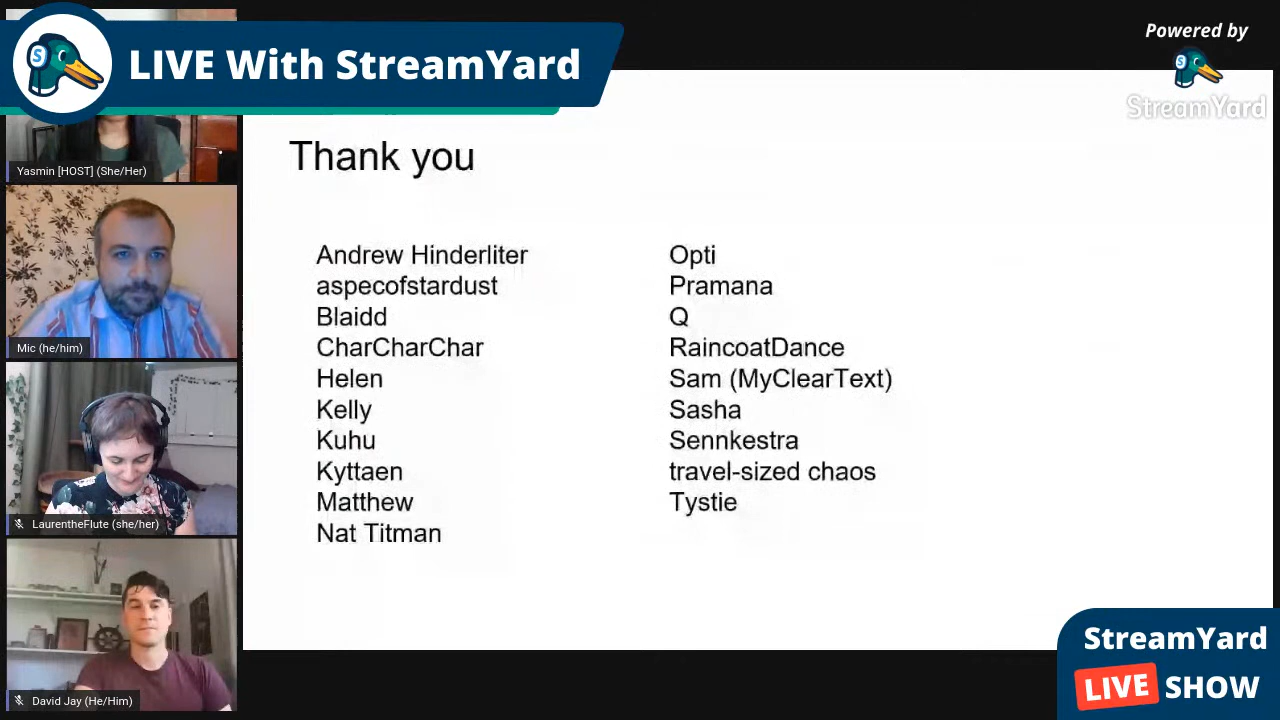 LIVE With StreamYard
Powered by
StreamYard
Thank you
Andrew Hinderliter
aspecofstardust
Blaidd
CharCharChar
Helen
Kelly
Kuhu
Kyttaen
Matthew
Nat Titman
Opti
Pramana
Q
RaincoatDance
Sam (MyClearText)
Sasha
Sennkestra
travel-sized chaos
Tystie
Yasmin [HOST] (She/Her)
Mic (he/him)
LaurentheFlute (she/her)
David Jay (He/Him)
StreamYard
LIVE SHOW